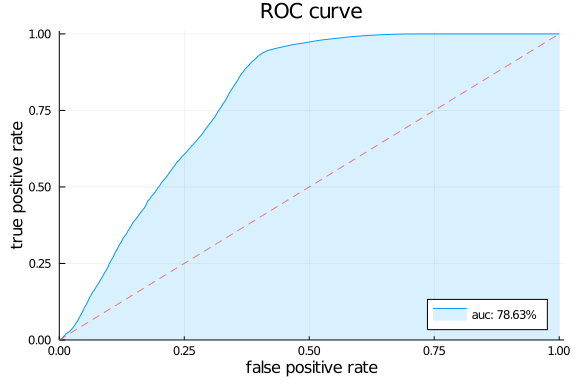 ROC curve
1.00
0.75
0.50
0.25
0.00
true positive rate
auc: 78.63%
0.00 0.25 0.50 0.75 1.00
false positive rate